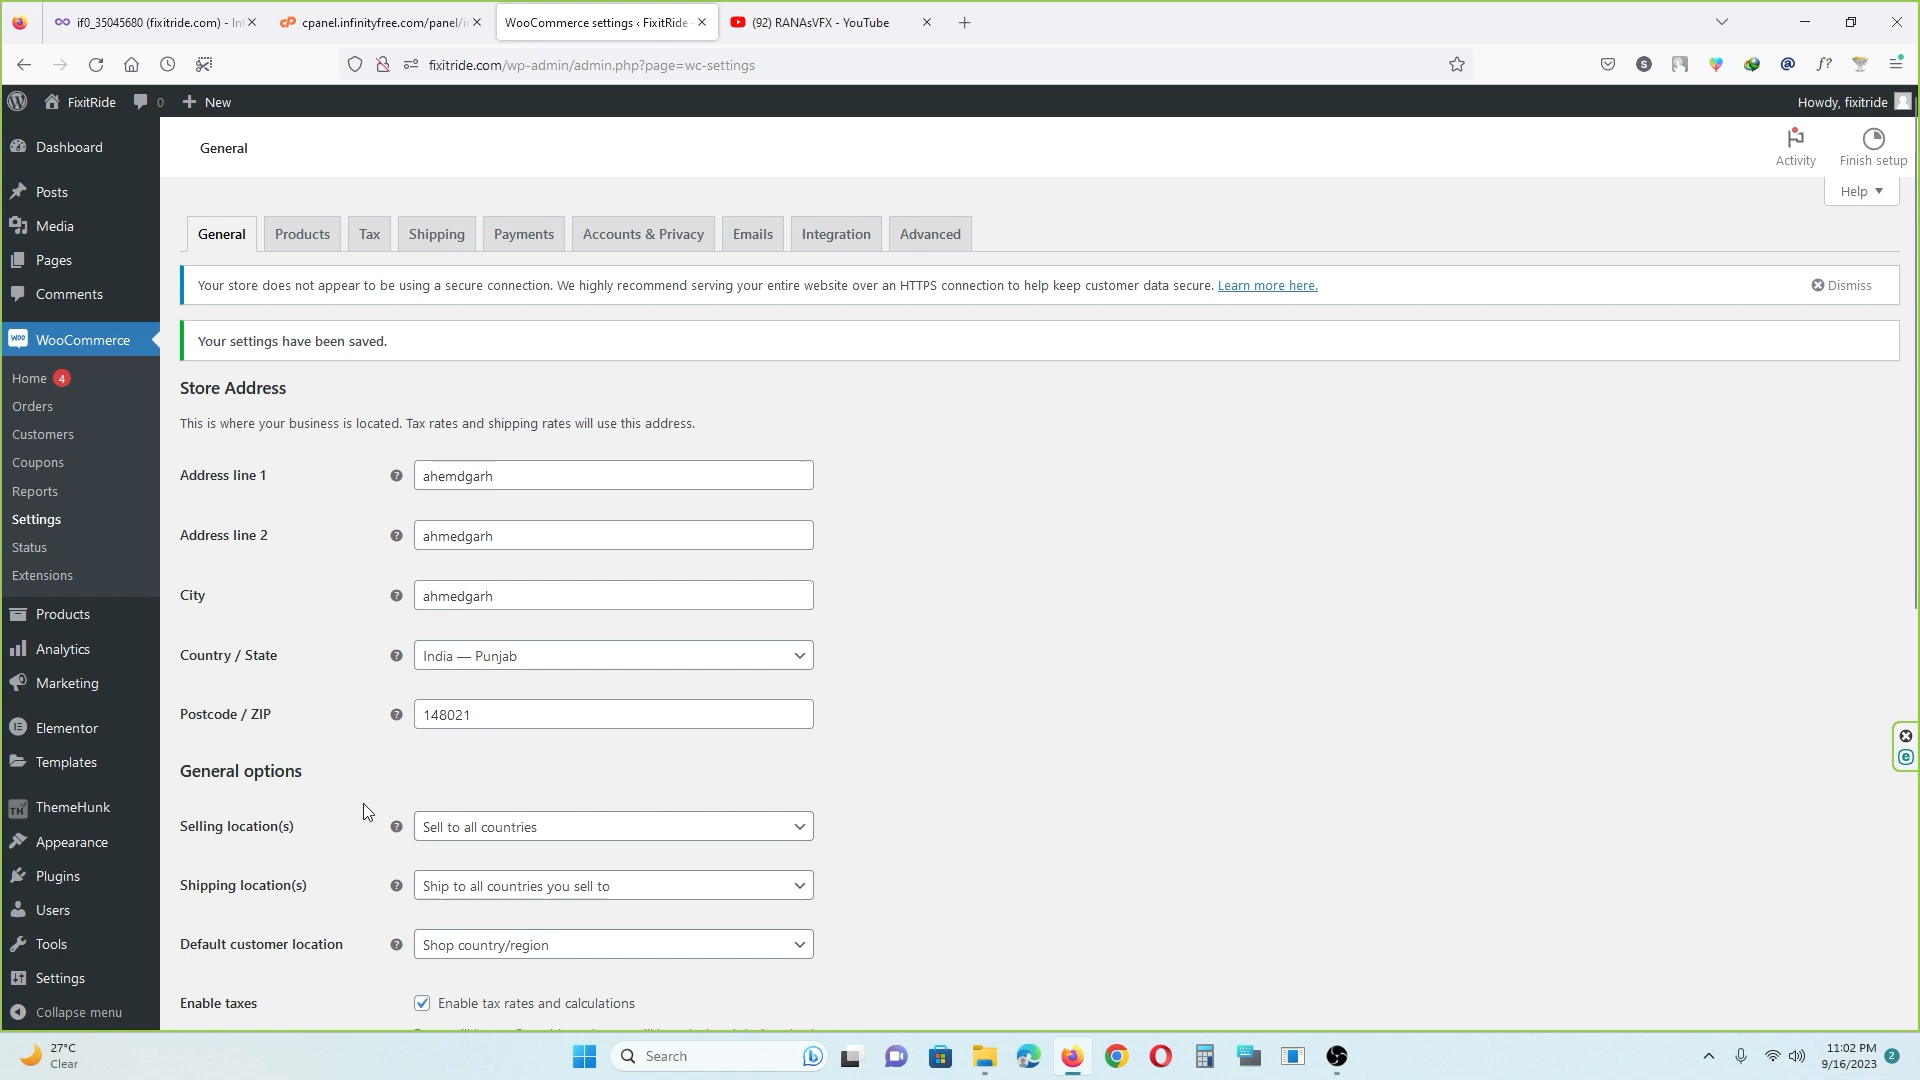 if0_35045680 (fixitride.com) - In
cpanel.infinityfree.com/panel/i
WooCommerce settings ‹ FixitRide -
(92) RANAsVFX - YouTube
fixitride.com/wp-admin/admin.php?page=wc-settings
FixitRide
0
New
Howdy, fixitride
General
Activity
Finish setup
Help
Dashboard
Posts
Media
Pages
Comments
WooCommerce
Home 4
Orders
Customers
Coupons
Reports
Settings
Status
Extensions
Products
Analytics
Marketing
Elementor
Templates
ThemeHunk
Appearance
Plugins
Users
Tools
Settings
Collapse menu
General
Products
Tax
Shipping
Payments
Accounts & Privacy
Emails
Integration
Advanced
Your store does not appear to be using a secure connection. We highly recommend serving your entire website over an HTTPS connection to help keep customer data secure. Learn more here.
Dismiss
Your settings have been saved.
Store Address
This is where your business is located. Tax rates and shipping rates will use this address.
Address line 1
ahemdgarh
Address line 2
ahmedgarh
City
ahmedgarh
Country / State
India — Punjab
Postcode / ZIP
148021
General options
Selling location(s)
Sell to all countries
Shipping location(s)
Ship to all countries you sell to
Default customer location
Shop country/region
Enable taxes
Enable tax rates and calculations
27°C
Clear
Search
11:02 PM
9/16/2023
2